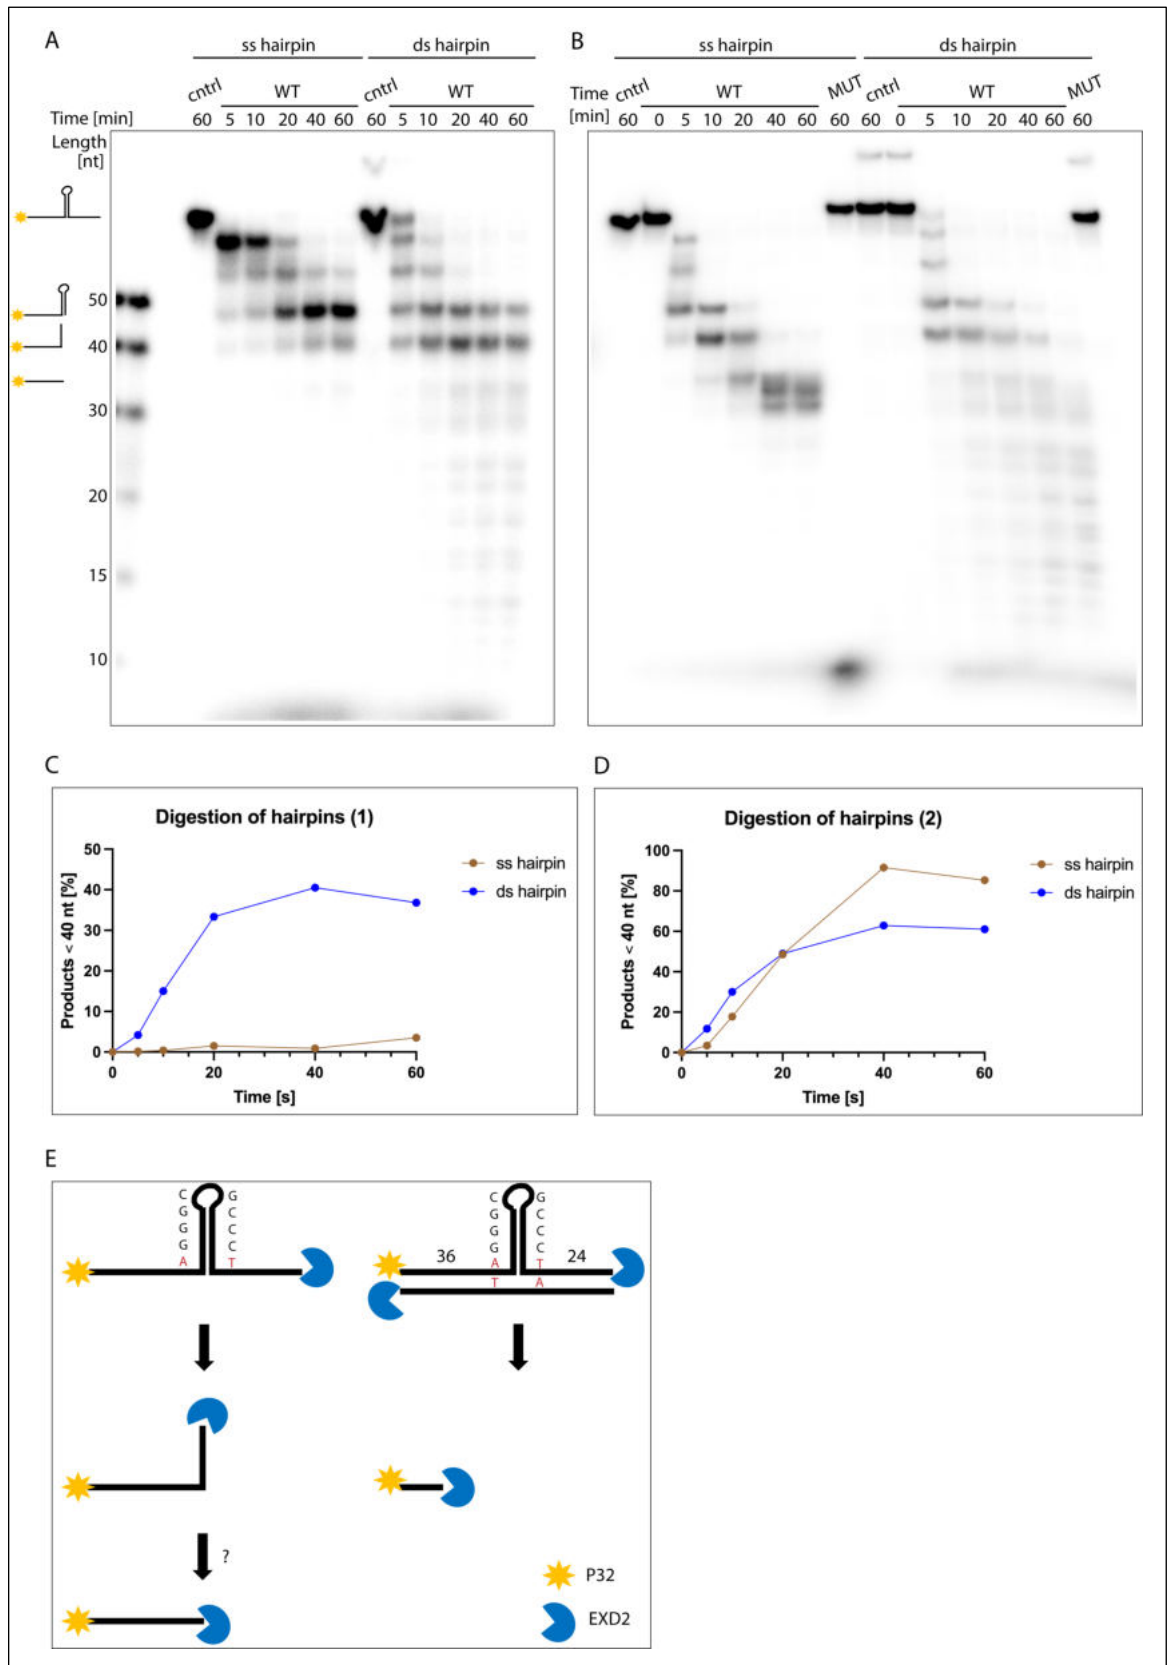 A
ss hairpin
ds hairpin
cntrl
WT
cntrl
WT
Time [min]
60 5 10 20 40 60 60 5 10 20 40 60
Length
[nt]
50
40
30
20
15
10
B
ss hairpin
ds hairpin
Time
[min]
cntrl
WT
MUT
cntrl
WT
MUT
60 0 5 10 20 40 60 60 60 0 5 10 20 40 60 60
C
Digestion of hairpins (1)
Products < 40 nt [%]
50
40
30
20
10
0
0 20 40 60
Time [s]
ss hairpin
ds hairpin
D
Digestion of hairpins (2)
Products < 40 nt [%]
100
80
60
40
20
0
0 20 40 60
Time [s]
ss hairpin
ds hairpin
E
C G
G C
G C
G C
A T
C G
G C
G C
G C
36 A T 24
T A
?
P32
EXD2